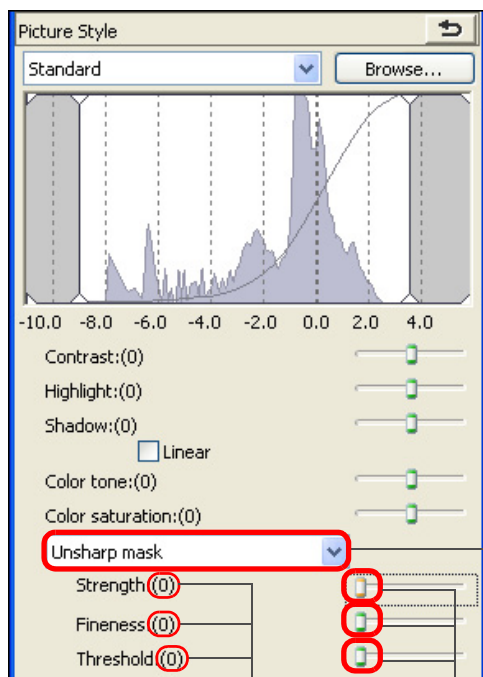 Picture Style
Standard Browse...
-10.0 -8.0 -6.0 -4.0 -2.0 0.0 2.0 4.0
Contrast:(0)
Highlight:(0)
Shadow:(0)
Linear
Color tone:(0)
Color saturation:(0)
Unsharp mask
Strength:(0)
Fineness:(0)
Threshold:(0)